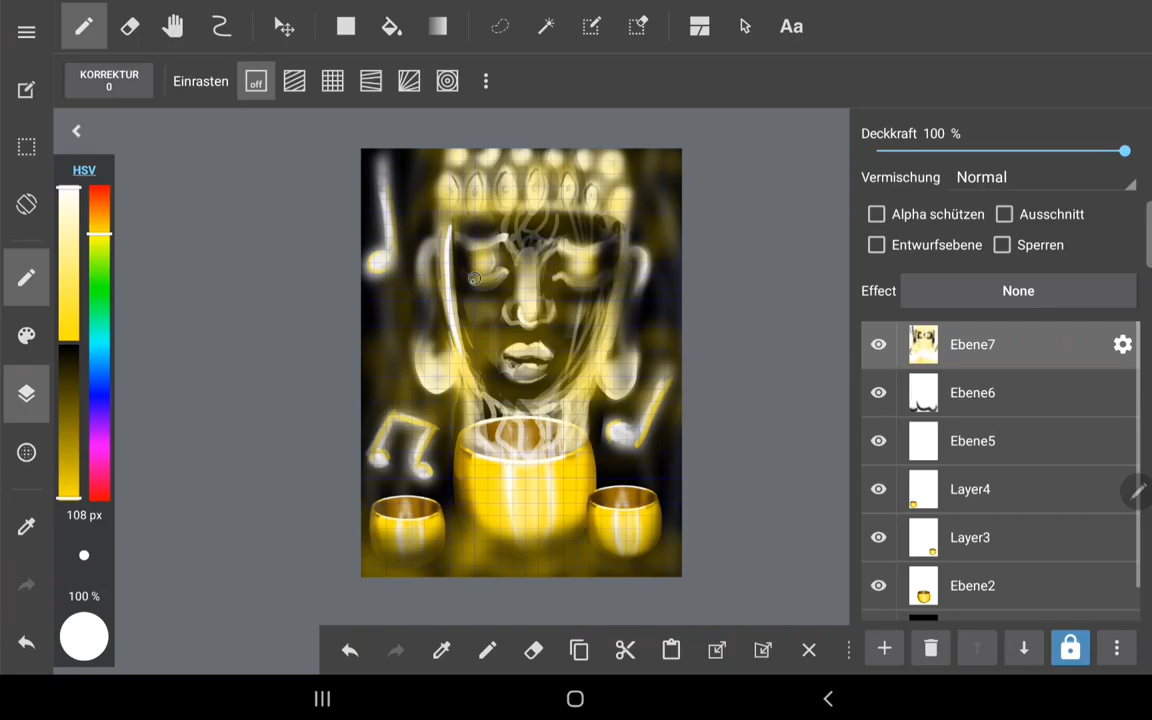 Aa
KORREKTUR
0
Einrasten
off
HSV
108 px
100 %
Deckkraft 100 %
Vermischung Normal
Alpha schützen Ausschnitt
Entwurfsebene Sperren
Effect None
Ebene7
Ebene6
Ebene5
Layer4
Layer3
Ebene2